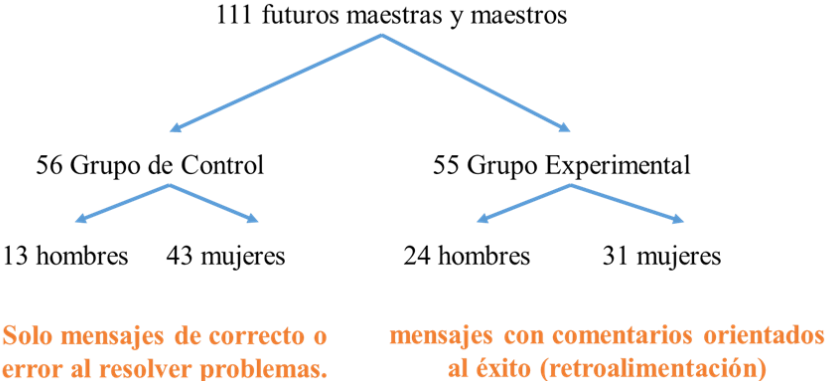 111 futuros maestras y maestros
56 Grupo de Control
55 Grupo Experimental
13 hombres
43 mujeres
24 hombres
31 mujeres
Solo mensajes de correcto o
error al resolver problemas.
mensajes con comentarios orientados
al éxito (retroalimentación)